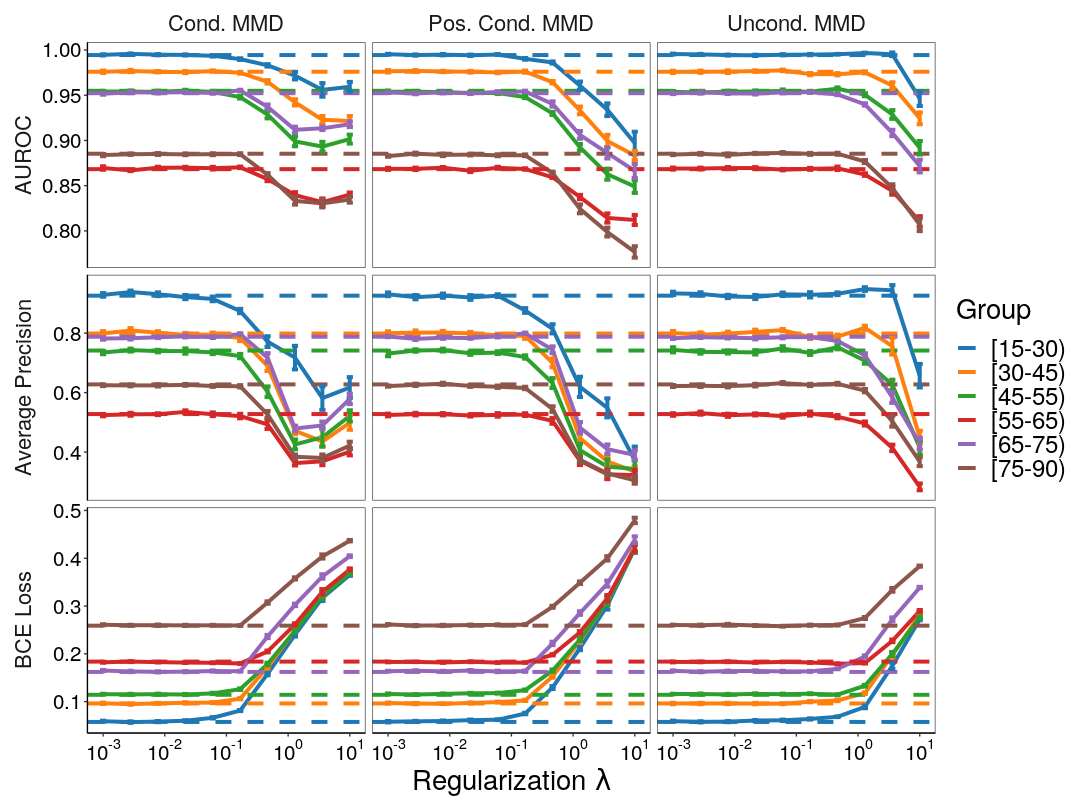 Cond. MMD Pos. Cond. MMD Uncond. MMD
AUROC
1.00
0.95
0.90
0.85
0.80
Average Precision
0.8
0.6
0.4
BCE Loss
0.5
0.4
0.3
0.2
0.1
10⁻³ 10⁻² 10⁻¹ 10⁰ 10¹ 10⁻³ 10⁻² 10⁻¹ 10⁰ 10¹ 10⁻³ 10⁻² 10⁻¹ 10⁰ 10¹
Regularization λ
Group
[15-30)
[30-45)
[45-55)
[55-65)
[65-75)
[75-90)